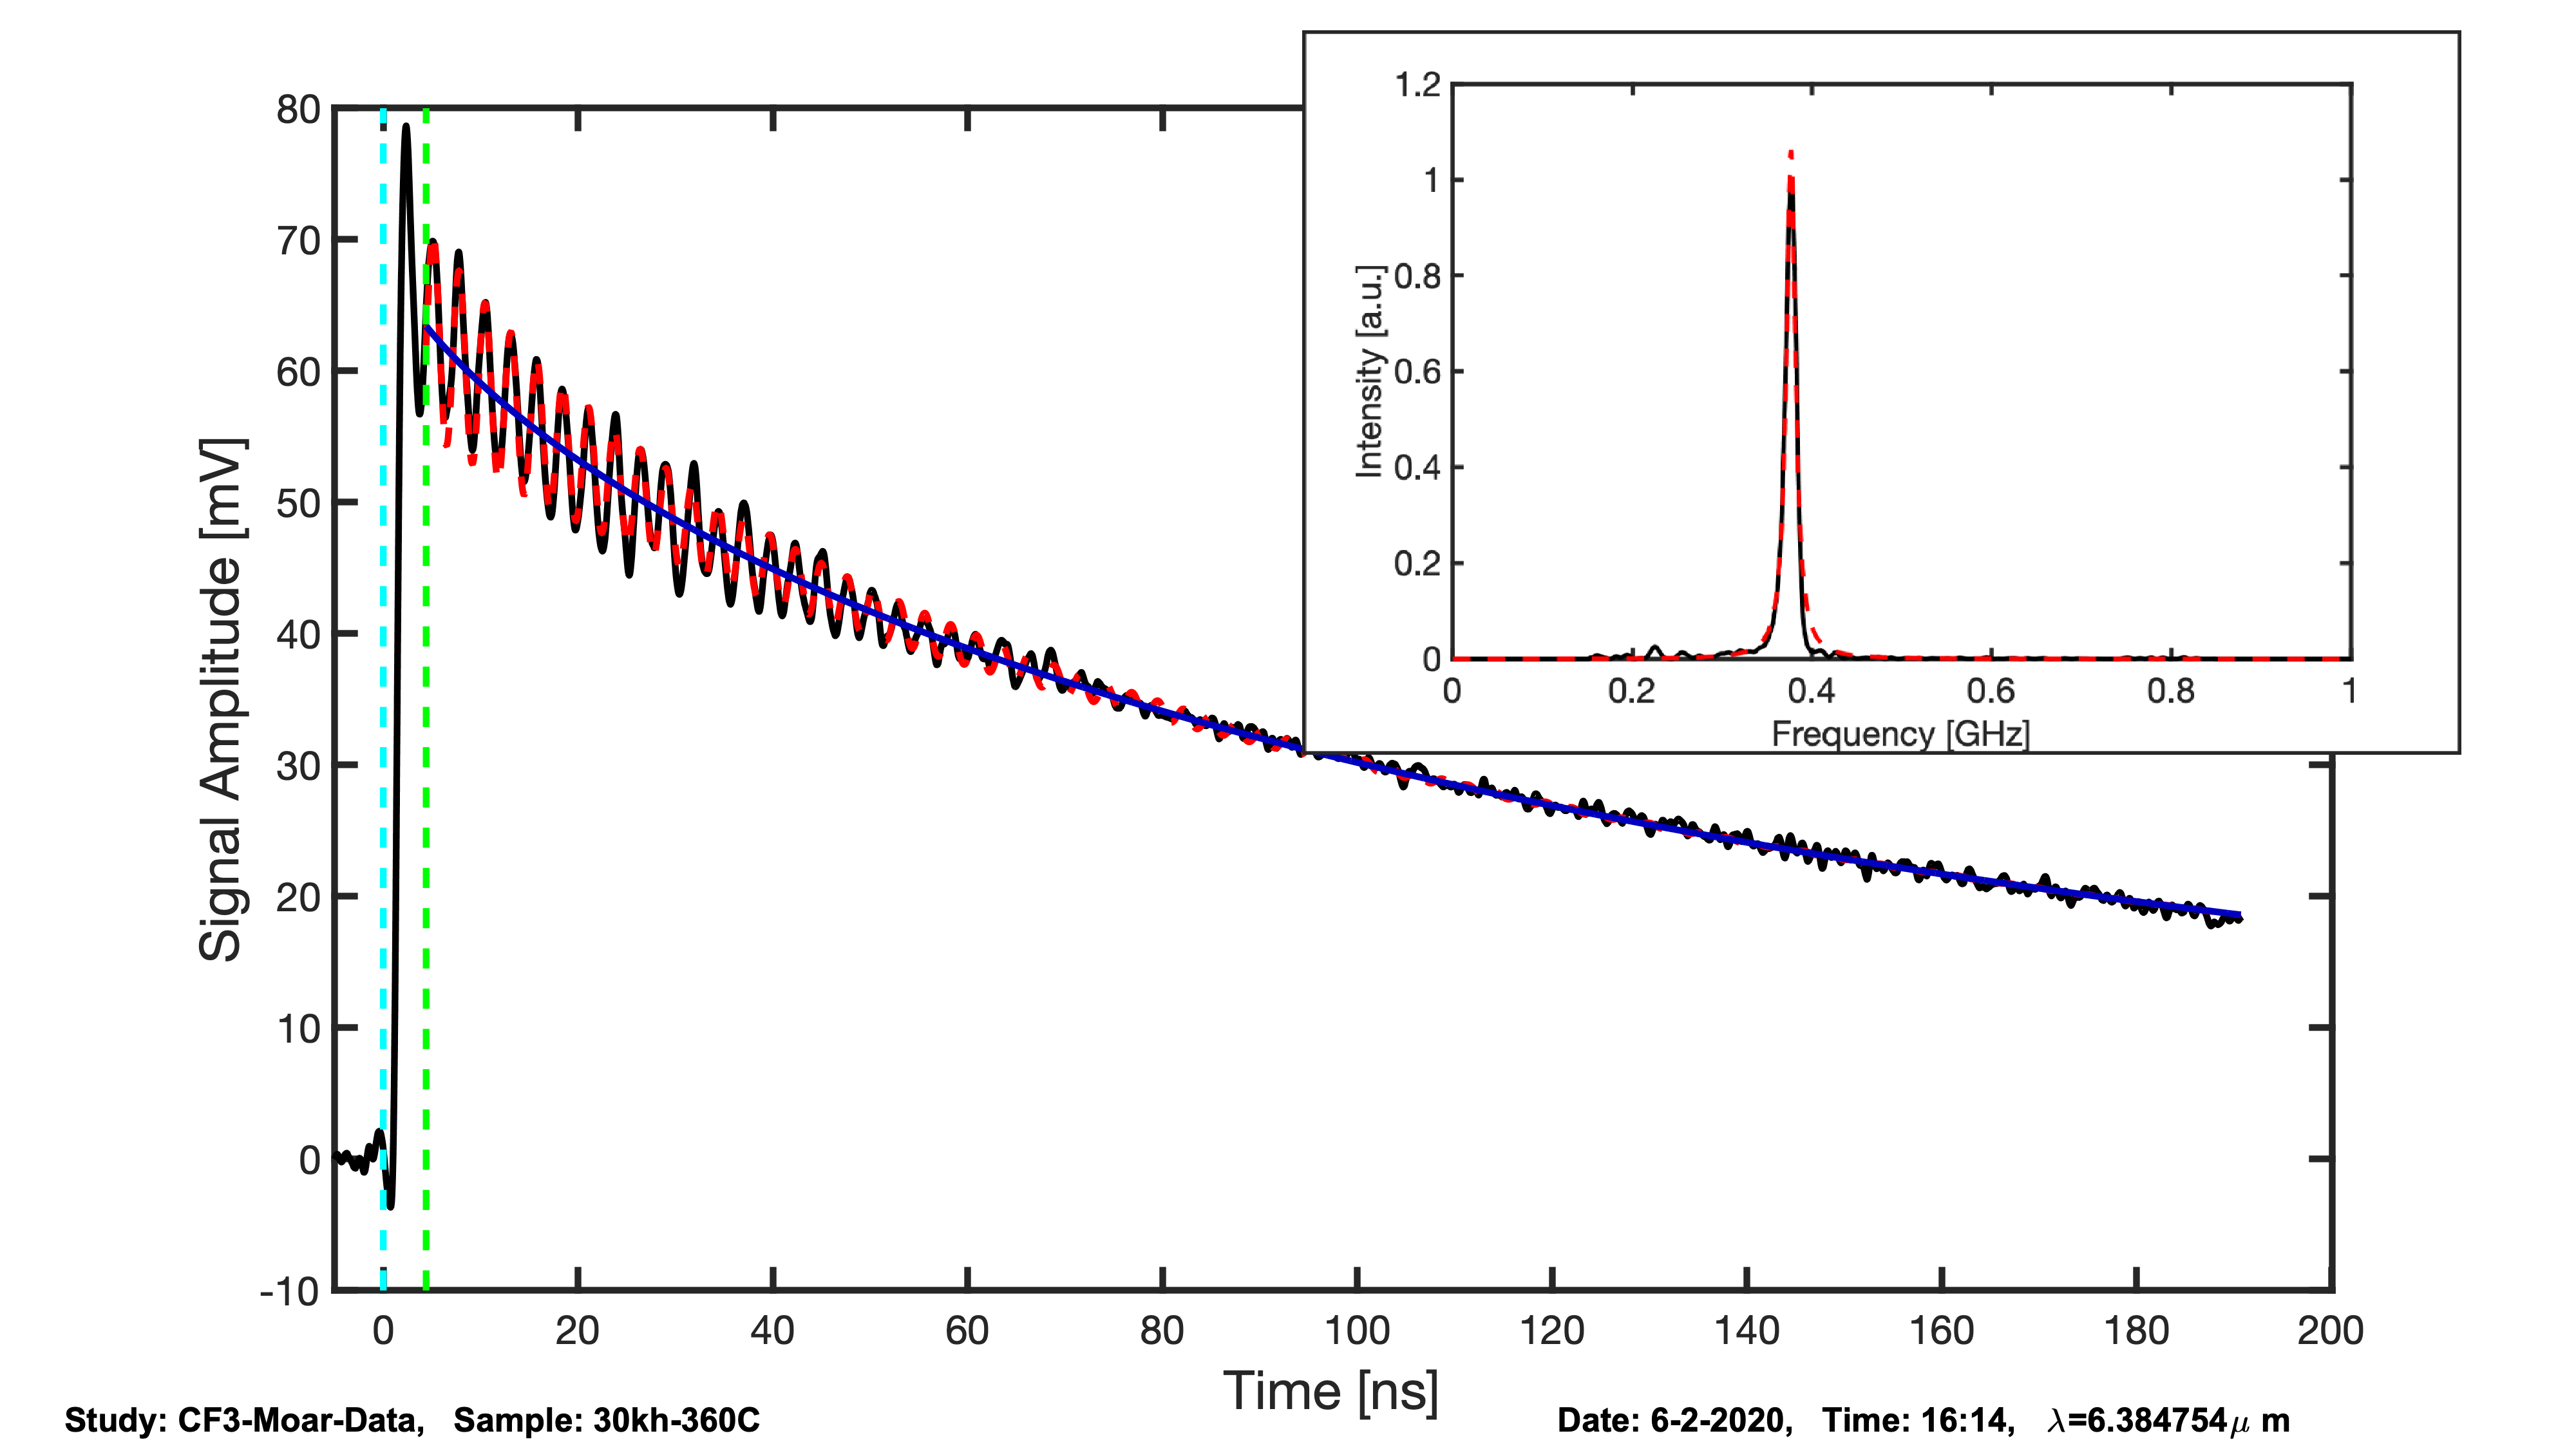 1.2
1
0.8
0.6
0.4
0.2
0
Intensity [a.u.]
0 0.2 0.4 0.6 0.8 1
Frequency [GHz]
80
70
60
50
40
30
20
10
0
-10
Signal Amplitude [mV]
0 20 40 60 80 100 120 140 160 180 200
Time [ns]
Study: CF3-Moar-Data, Sample: 30kh-360C
Date: 6-2-2020, Time: 16:14, λ=6.384754μ m